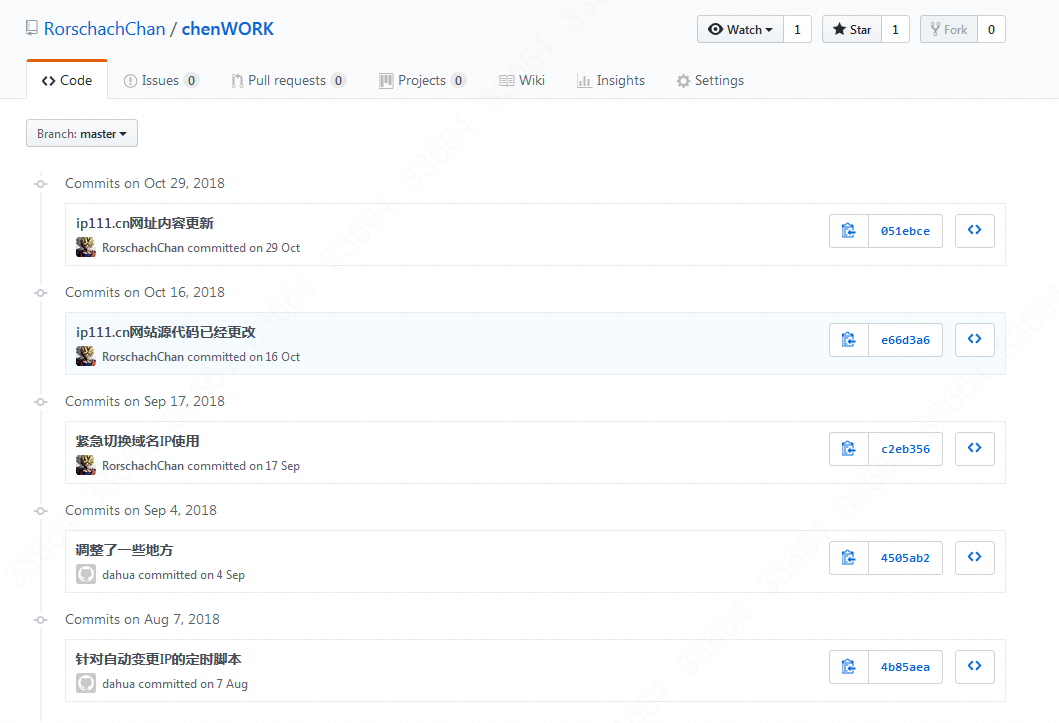 RorschachChan / chenWORK
Watch 1 Star 1 Fork 0
Code Issues 0 Pull requests 0 Projects 0 Wiki Insights Settings
Branch: master
Commits on Oct 29, 2018
ip111.cn网址内容更新
051ebce
RorschachChan committed on 29 Oct
Commits on Oct 16, 2018
ip111.cn网站源代码已经更改
e66d3a6
RorschachChan committed on 16 Oct
Commits on Sep 17, 2018
紧急切换域名IP使用
c2eb356
RorschachChan committed on 17 Sep
Commits on Sep 4, 2018
调整了一些地方
4505ab2
dahua committed on 4 Sep
Commits on Aug 7, 2018
针对自动变更IP的定时脚本
4b85aea
dahua committed on 7 Aug
33664